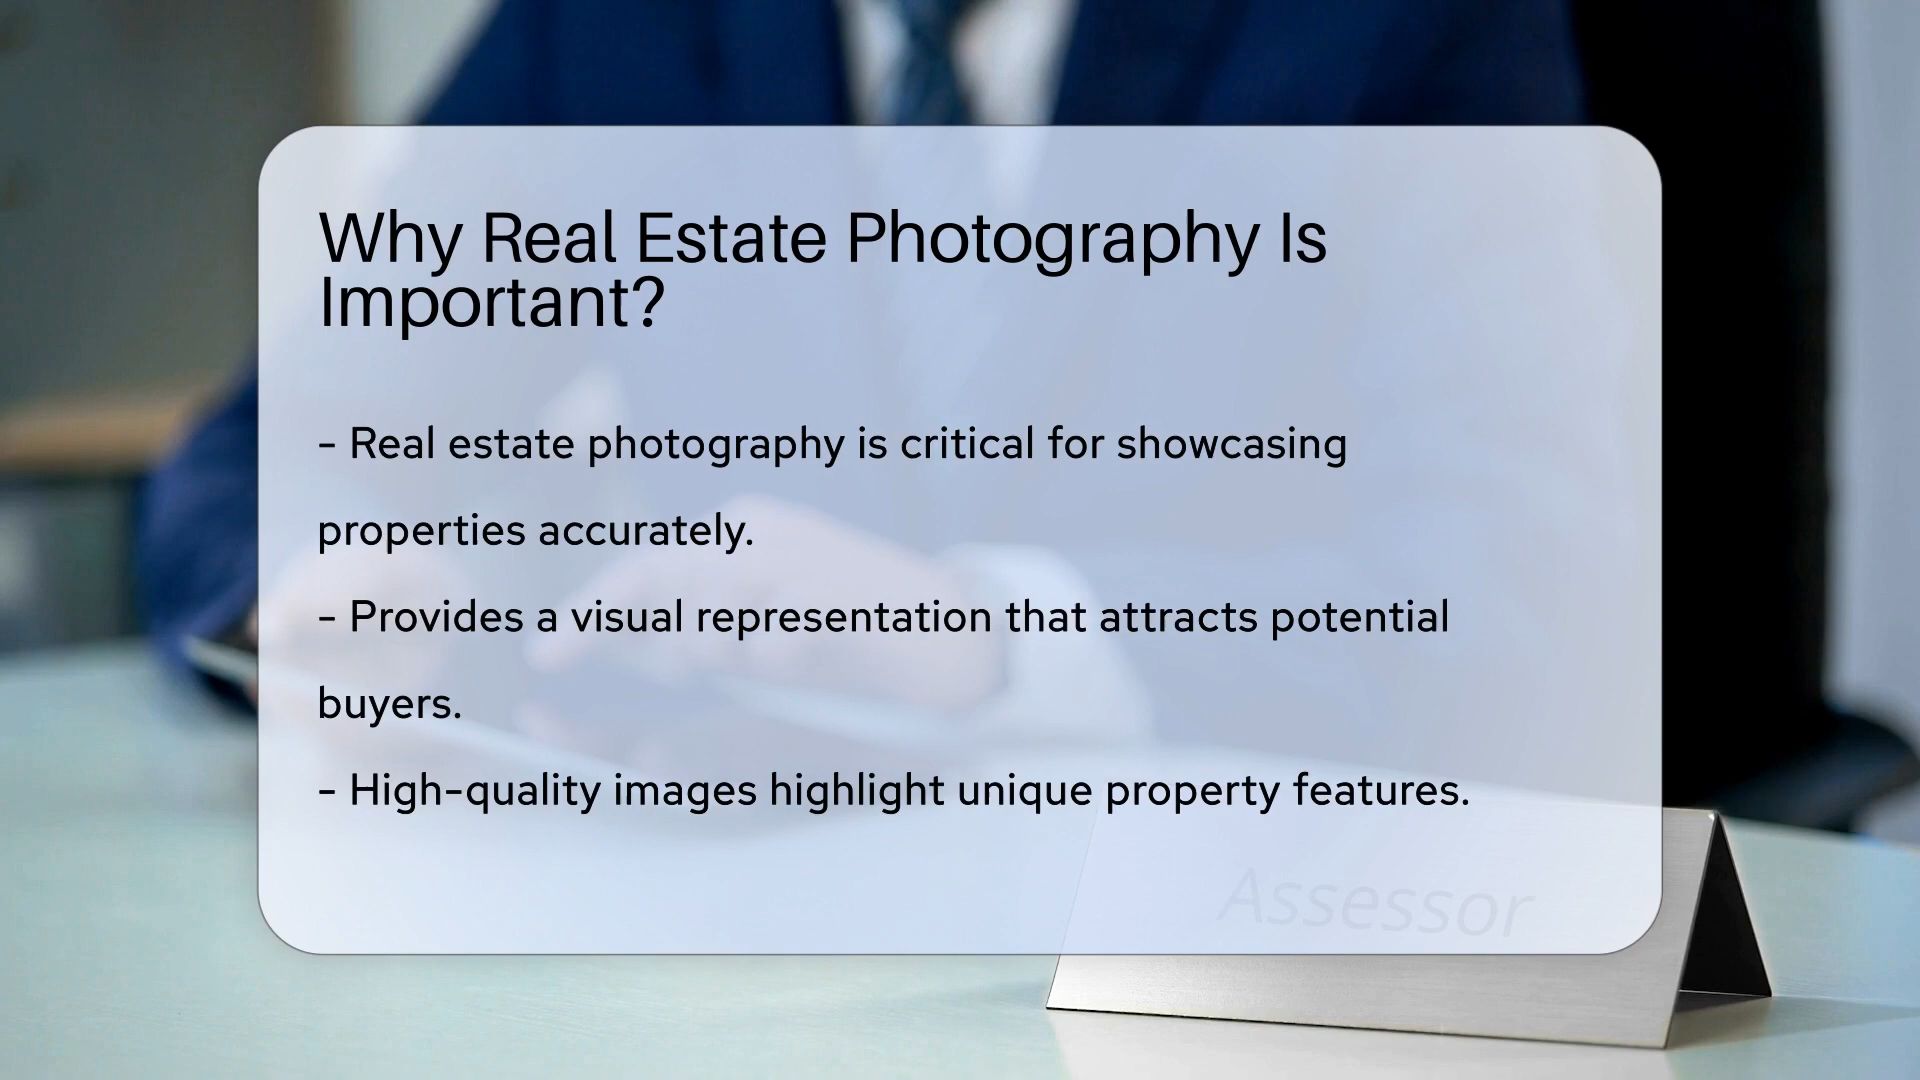 Why Real Estate Photography Is
Important?
- Real estate photography is critical for showcasing
properties accurately.
- Provides a visual representation that attracts potential
buyers.
- High-quality images highlight unique property features.
Assessor